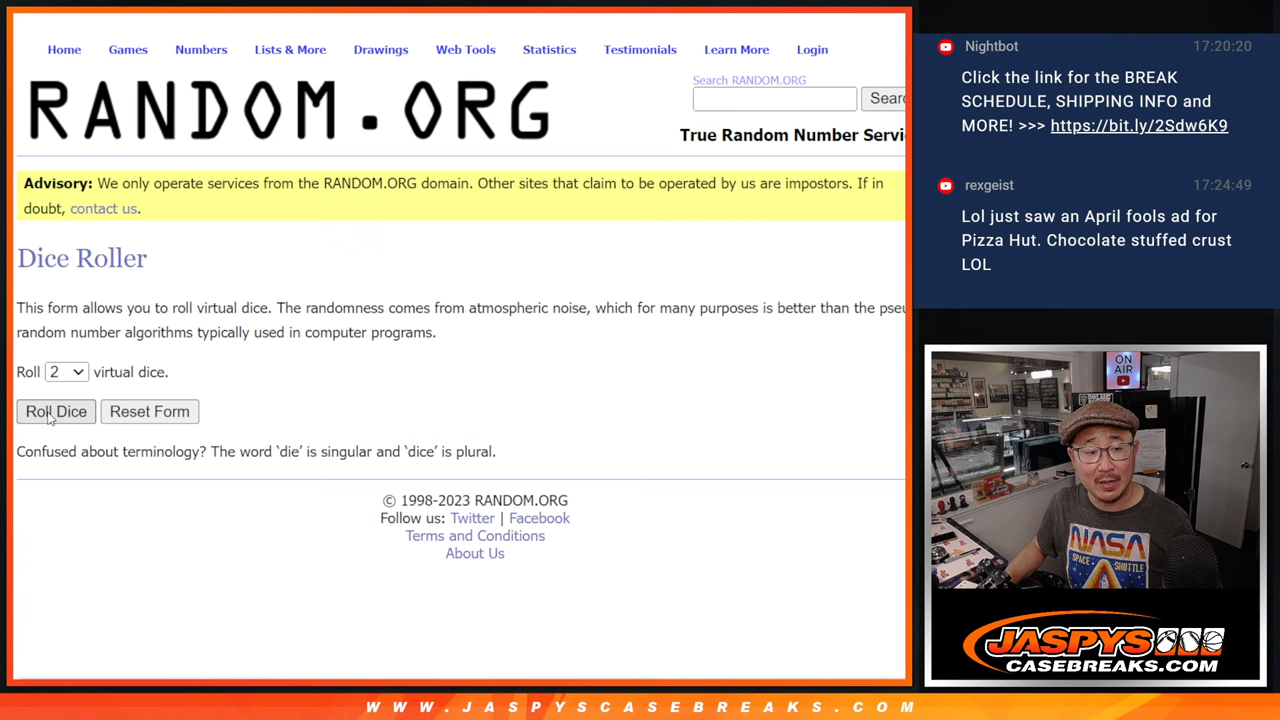 Home Games Numbers Lists & More Drawings Web Tools Statistics Testimonials Learn More Login
RANDOM.ORG
Search RANDOM.ORG
Searc
True Random Number Servi
Advisory: We only operate services from the RANDOM.ORG domain. Other sites that claim to be operated by us are impostors. If in
doubt, contact us.
Dice Roller
This form allows you to roll virtual dice. The randomness comes from atmospheric noise, which for many purposes is better than the pseu
random number algorithms typically used in computer programs.
Roll 2 virtual dice.
Roll Dice Reset Form
Confused about terminology? The word ‘die’ is singular and ‘dice’ is plural.
© 1998-2023 RANDOM.ORG
Follow us: Twitter | Facebook
Terms and Conditions
About Us
Nightbot 17:20:20
Click the link for the BREAK
SCHEDULE, SHIPPING INFO and
MORE! >>> https://bit.ly/2Sdw6K9
rexgeist 17:24:49
Lol just saw an April fools ad for
Pizza Hut. Chocolate stuffed crust
LOL
ON
AIR
NASA
SPACE SHUTTLE
JASPYS
CASEBREAKS.COM
WWW.JASPYSCASEBREAKS.COM